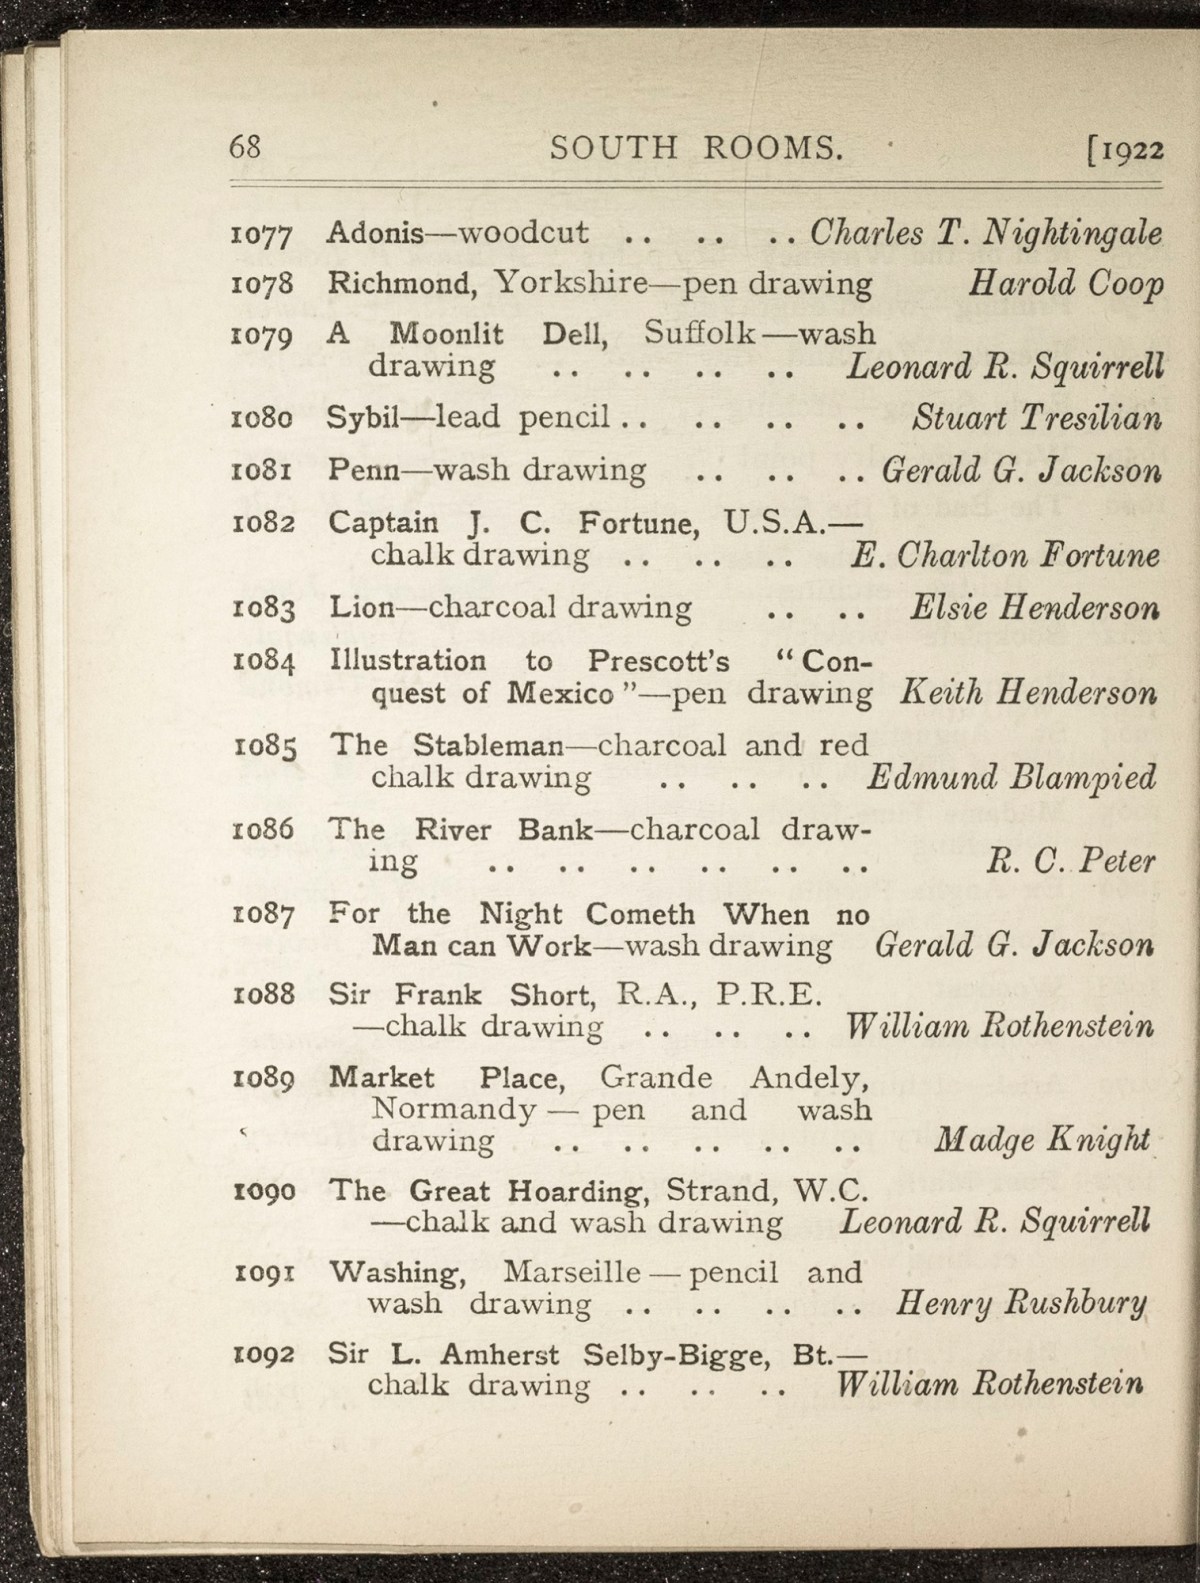 68 SOUTH ROOMS. [1922
1077 Adonis—woodcut .. .. .. Charles T. Nightingale
1078 Richmond, Yorkshire—pen drawing Harold Coop
1079 A Moonlit Dell, Suffolk—wash
drawing .. .. .. .. Leonard R. Squirrell
1080 Sybil—lead pencil .. .. .. .. Stuart Tresilian
1081 Penn—wash drawing .. .. .. Gerald G. Jackson
1082 Captain J. C. Fortune, U.S.A.—
chalk drawing .. .. .. E. Charlton Fortune
1083 Lion—charcoal drawing .. .. Elsie Henderson
1084 Illustration to Prescott's "Con-
quest of Mexico"—pen drawing Keith Henderson
1085 The Stableman—charcoal and red
chalk drawing .. .. .. Edmund Blampied
1086 The River Bank—charcoal draw-
ing .. .. .. .. .. .. R. C. Peter
1087 For the Night Cometh When no
Man can Work—wash drawing Gerald G. Jackson
1088 Sir Frank Short, R.A., P.R.E.
—chalk drawing .. .. .. William Rothenstein
1089 Market Place, Grande Andely,
Normandy — pen and wash
drawing .. .. .. .. .. Madge Knight
1090 The Great Hoarding, Strand, W.C.
—chalk and wash drawing Leonard R. Squirrell
1091 Washing, Marseille — pencil and
wash drawing .. .. .. .. Henry Rushbury
1092 Sir L. Amherst Selby-Bigge, Bt.—
chalk drawing .. .. .. William Rothenstein